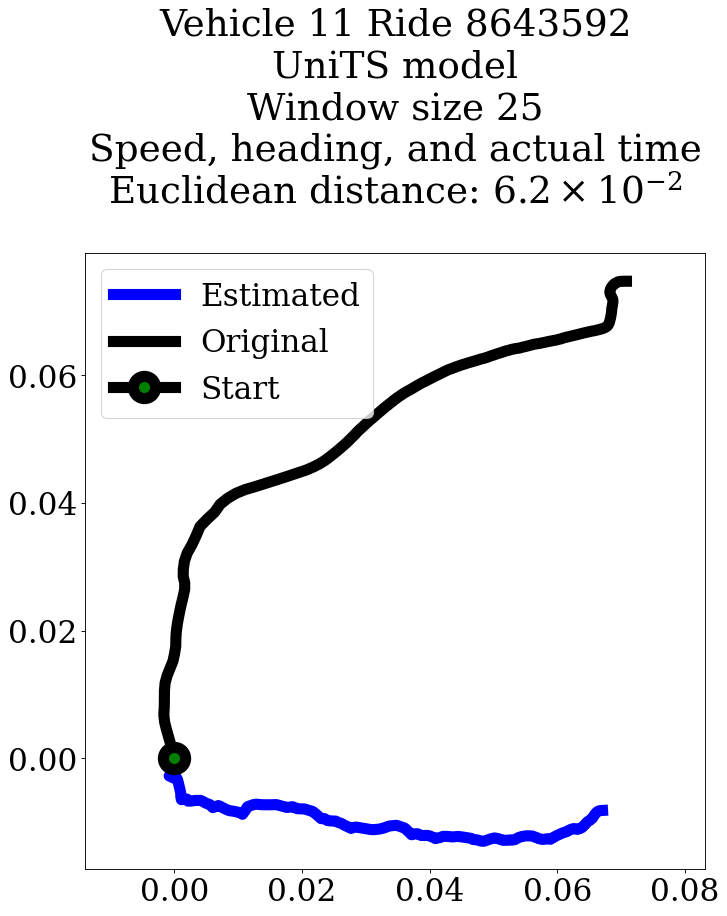 Vehicle 11 Ride 8643592
UniTS model
Window size 25
Speed, heading, and actual time
Euclidean distance: 6.2 × 10⁻²
Estimated
Original
Start
0.06
0.04
0.02
0.00
0.00 0.02 0.04 0.06 0.08